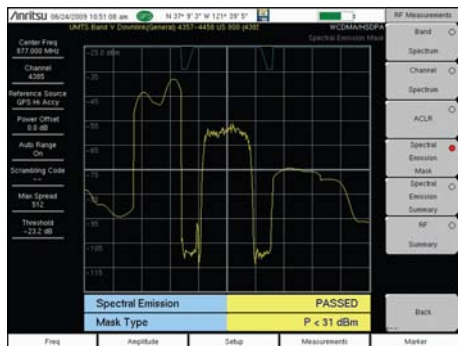 Anritsu 06/24/2009 10:51:08 am GPS N 37° 9' 3" W 121° 39' 5"
RF Measurements
UMTS Band V Downlink(General) 4357-4458 US 800 (4385
WCDMA/HSDPA
Spectral Emission Mask
Center Freq
877.000 MHz
Channel
4385
Reference Source
GPS Hi Accy
Power Offset
0.0 dB
Auto Range
On
Scrambling Code
--
Max Spread
512
Threshold
-23.2 dB
-25.0 dBm
-35
-45
-55
-65
-75
-85
-95
-105
-115
Spectral Emission PASSED
Mask Type P < 31 dBm
Band
Spectrum
Channel
Spectrum
ACLR
Spectral
Emission
Mask
Spectral
Emission
Summary
RF
Summary
Back
Freq Amplitude Setup Measurements Marker